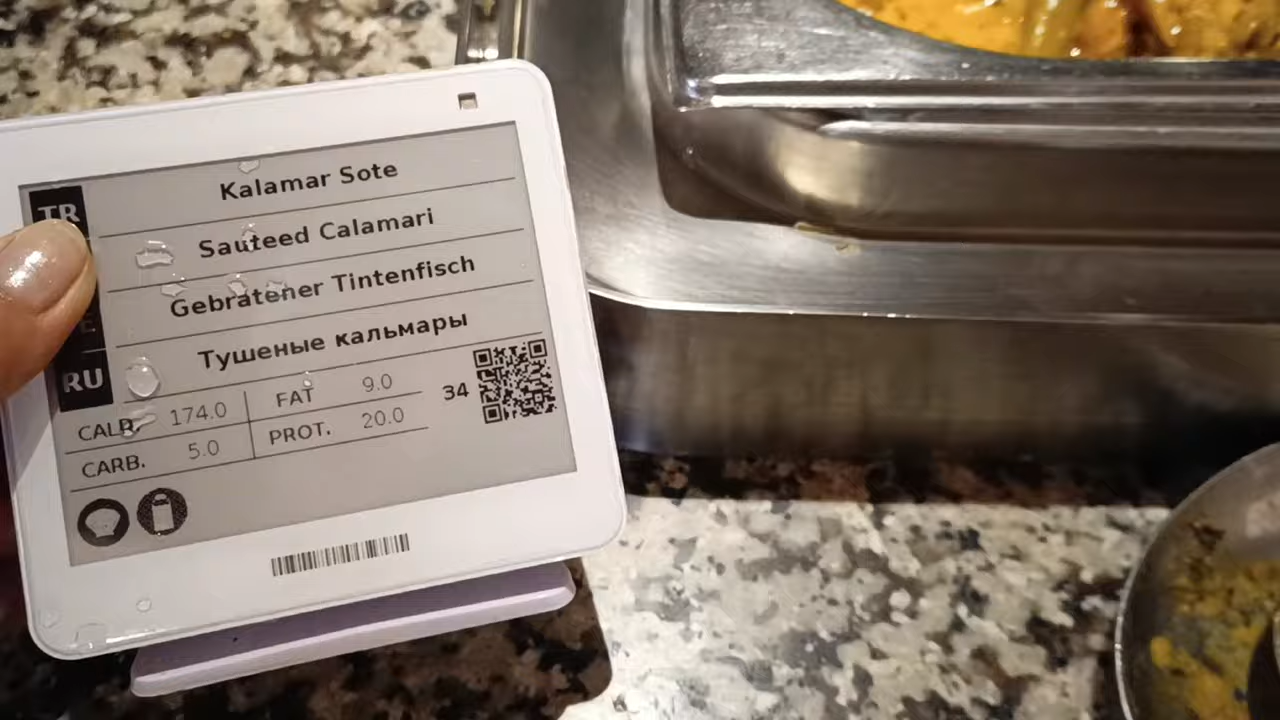 TR
Kalamar Sote
Sauteed Calamari
Gebratener Tintenfisch
RU
Тушеные кальмары
CALR. 174.0 FAT 9.0 34
CARB. 5.0 PROT. 20.0